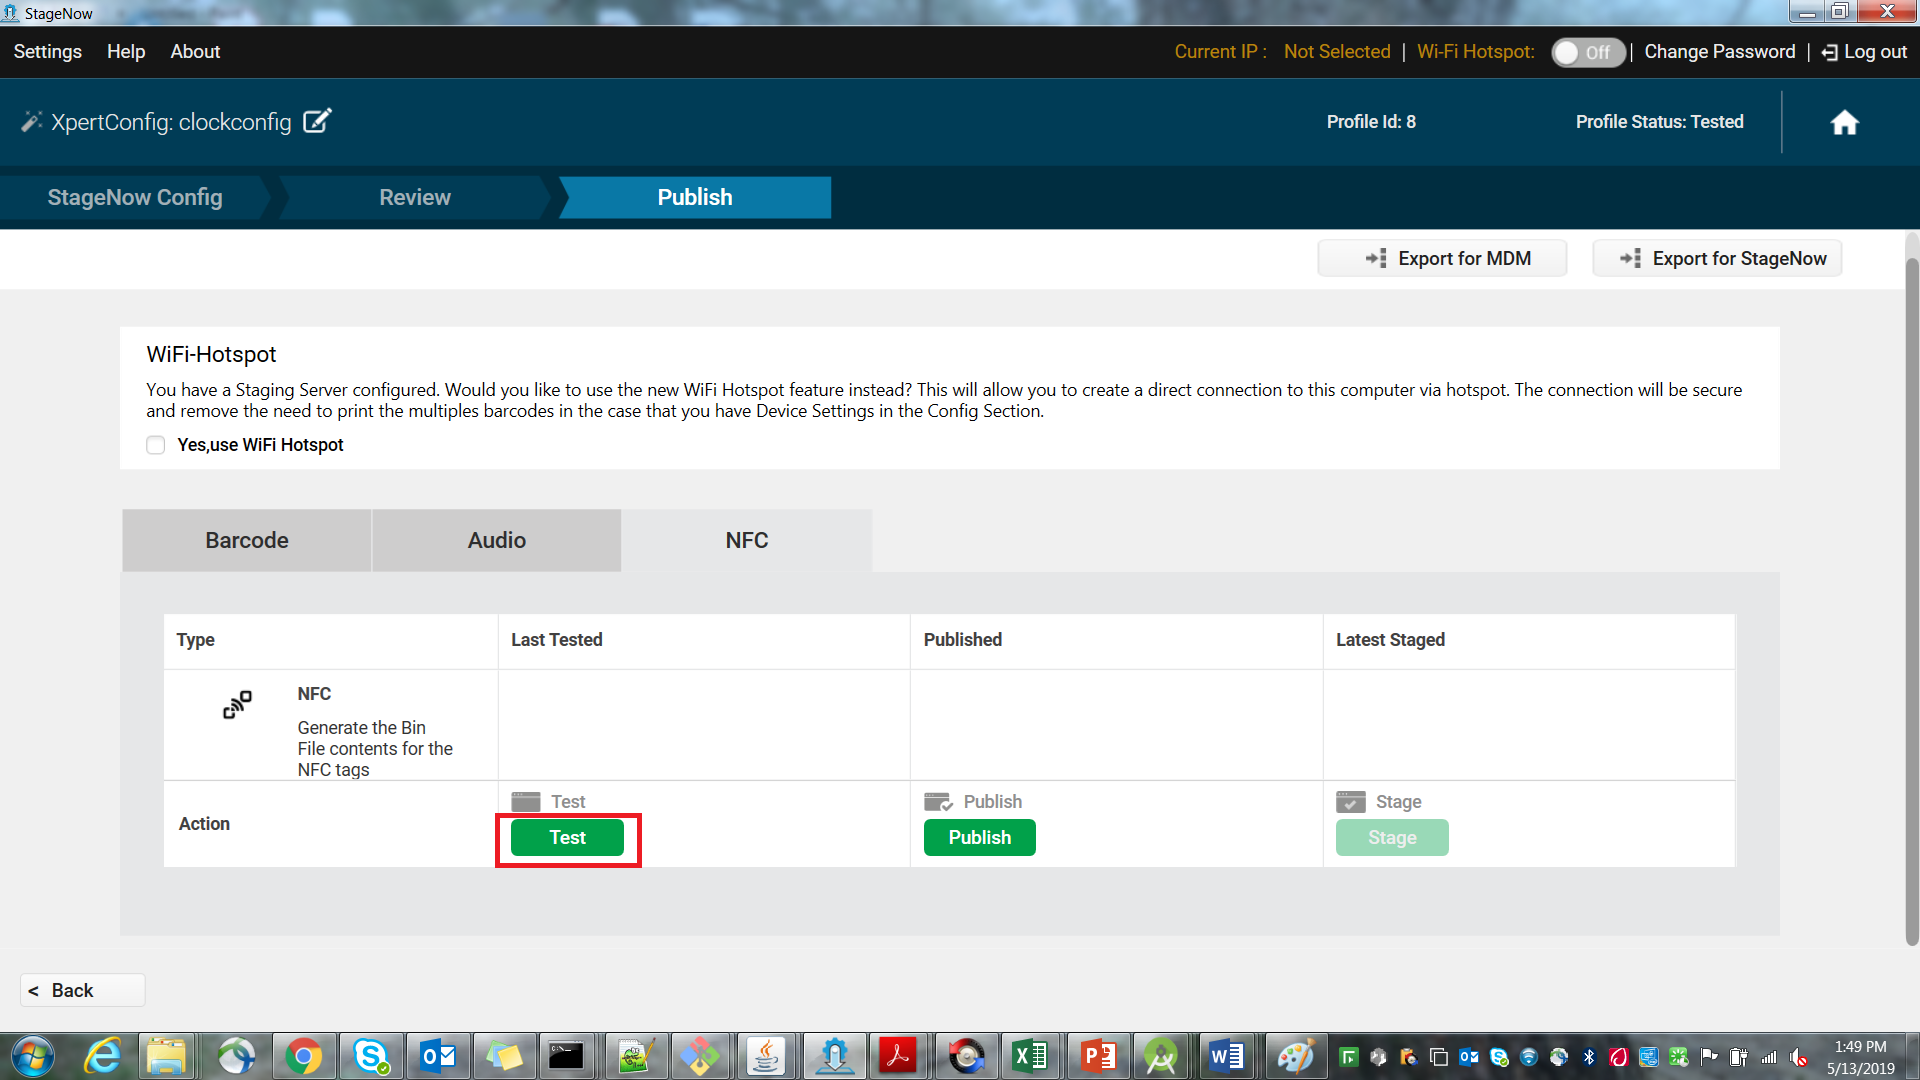 StageNow
Settings Help About Current IP : Not Selected | Wi-Fi Hotspot: Off | Change Password | Log out
XpertConfig: clockconfig Profile Id: 8 Profile Status: Tested
StageNow Config Review Publish
Export for MDM Export for StageNow
WiFi-Hotspot
You have a Staging Server configured. Would you like to use the new WiFi Hotspot feature instead? This will allow you to create a direct connection to this computer via hotspot. The connection will be secure
and remove the need to print the multiples barcodes in the case that you have Device Settings in the Config Section.
Yes,use WiFi Hotspot
Barcode Audio NFC
Type Last Tested Published Latest Staged
NFC
Generate the Bin
File contents for the
NFC tags
Action
Test Publish Stage
Test Publish Stage
< Back
1:49 PM
5/13/2019